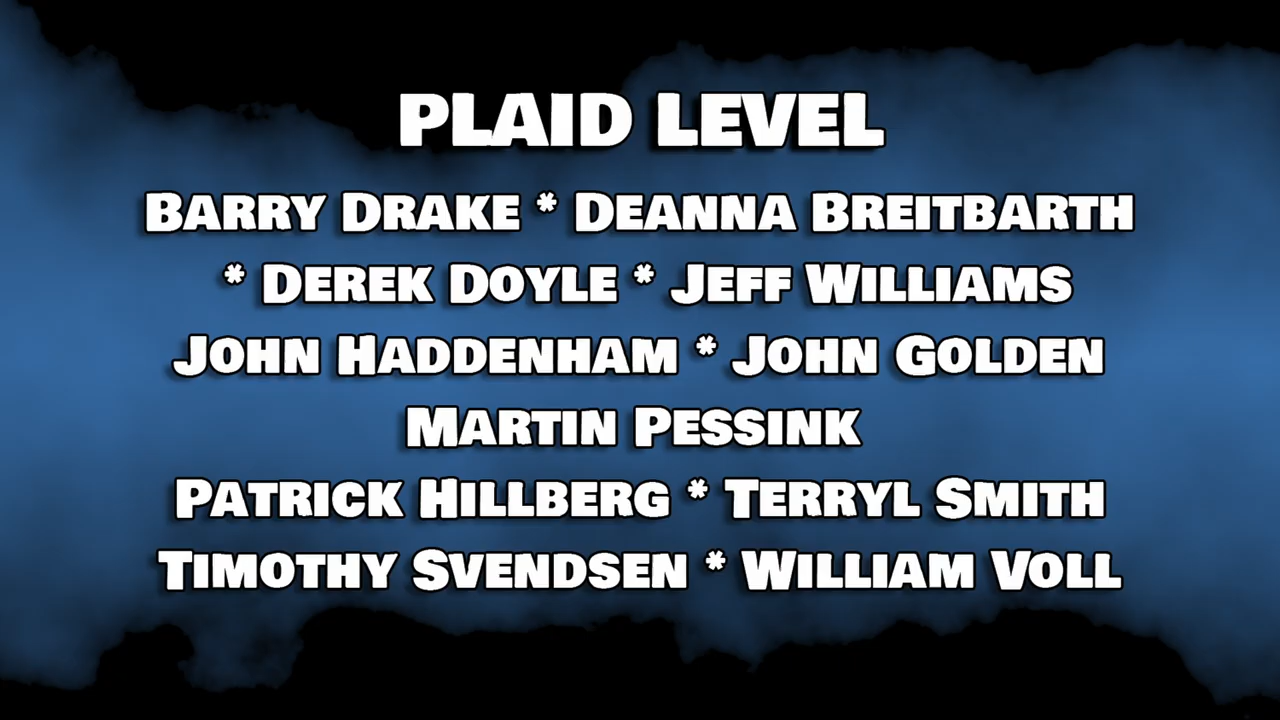 PLAID LEVEL
BARRY DRAKE * DEANNA BREITBARTH
* DEREK DOYLE * JEFF WILLIAMS
JOHN HADDENHAM * JOHN GOLDEN
MARTIN PESSINK
PATRICK HILLBERG * TERRYL SMITH
TIMOTHY SVENDSEN * WILLIAM VOLL